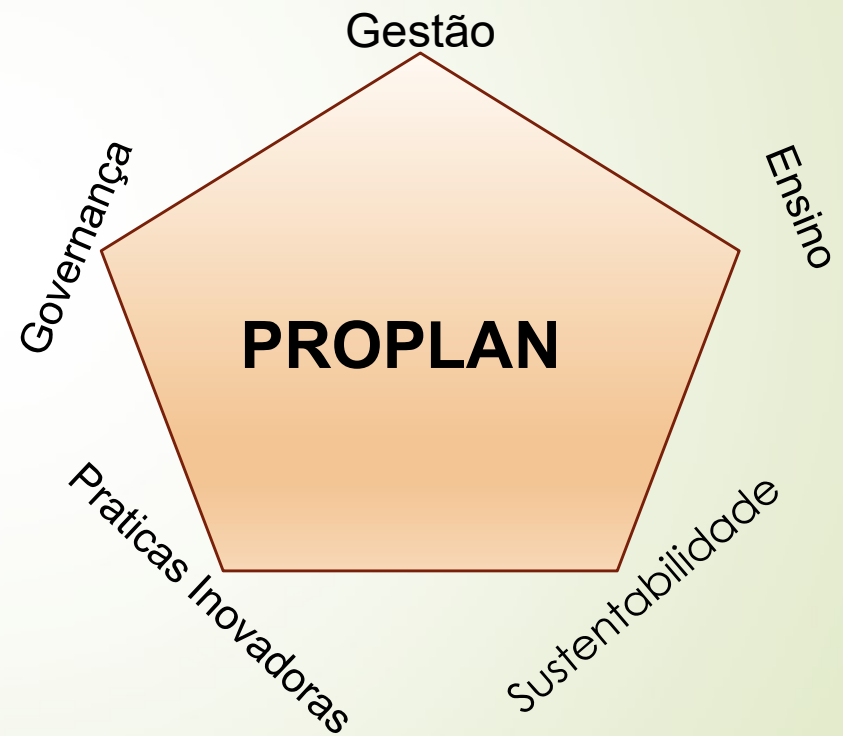 Gestão
Governança
Ensino
PROPLAN
Praticas Inovadoras
Sustentabilidade